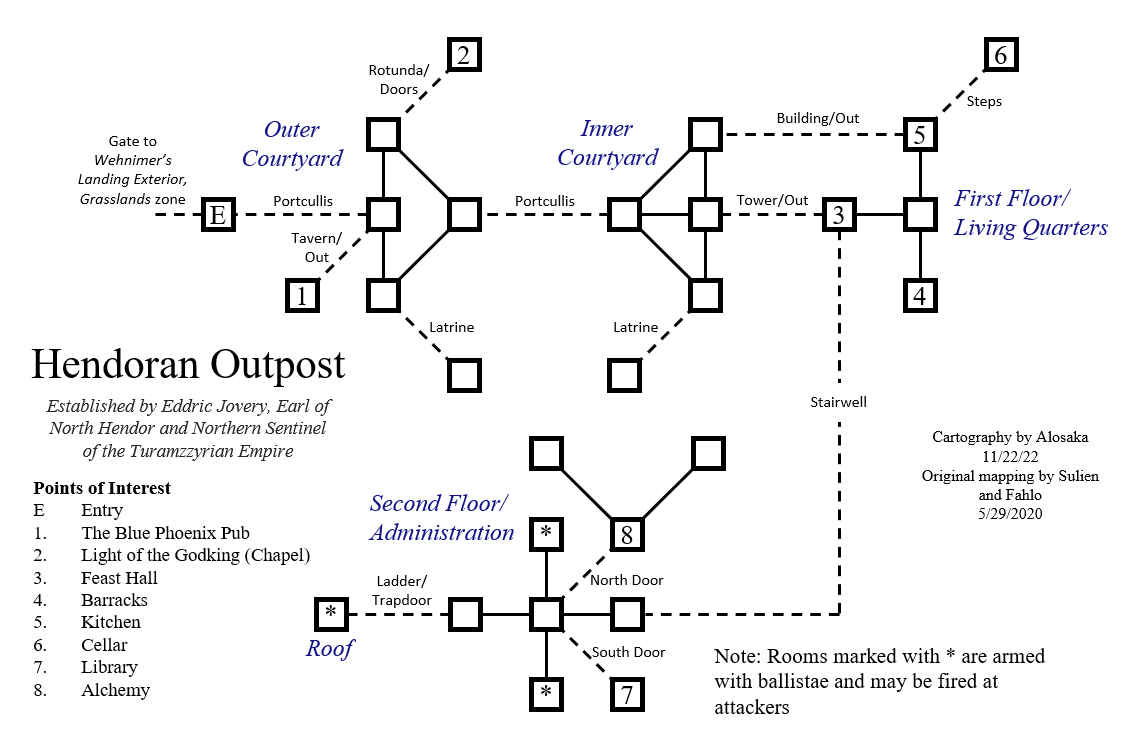 2
6
Rotunda/
Doors
Steps
Gate to
Wehnimer's
Landing Exterior,
Grasslands zone
Outer
Courtyard
Inner
Courtyard
Building/Out
5
E
Portcullis
Portcullis
Tower/Out
3
First Floor/
Living Quarters
Tavern/
Out
1
4
Latrine
Latrine
Hendoran Outpost
Established by Eddric Jovery, Earl of
North Hendor and Northern Sentinel
of the Turamzzyrian Empire
Stairwell
Cartography by Alosaka
11/22/22
Original mapping by Sulien
and Fahlo
5/29/2020
Points of Interest
E Entry
1. The Blue Phoenix Pub
2. Light of the Godking (Chapel)
3. Feast Hall
4. Barracks
5. Kitchen
6. Cellar
7. Library
8. Alchemy
Second Floor/
Administration
*
8
North Door
Ladder/
Trapdoor
*
Roof
South Door
*
7
Note: Rooms marked with * are armed
with ballistae and may be fired at
attackers